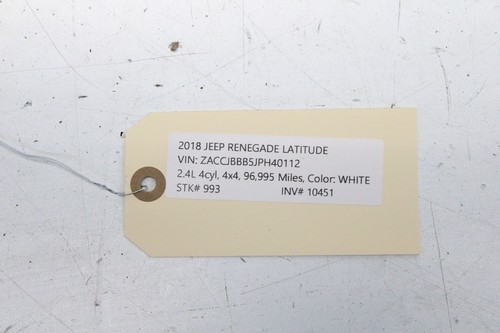 2018 JEEP RENEGADE LATITUDE
VIN: ZACCJBBB5JPH40112
2.4L 4cyl, 4x4, 96,995 Miles, Color: WHITE
STK# 993 INV# 10451